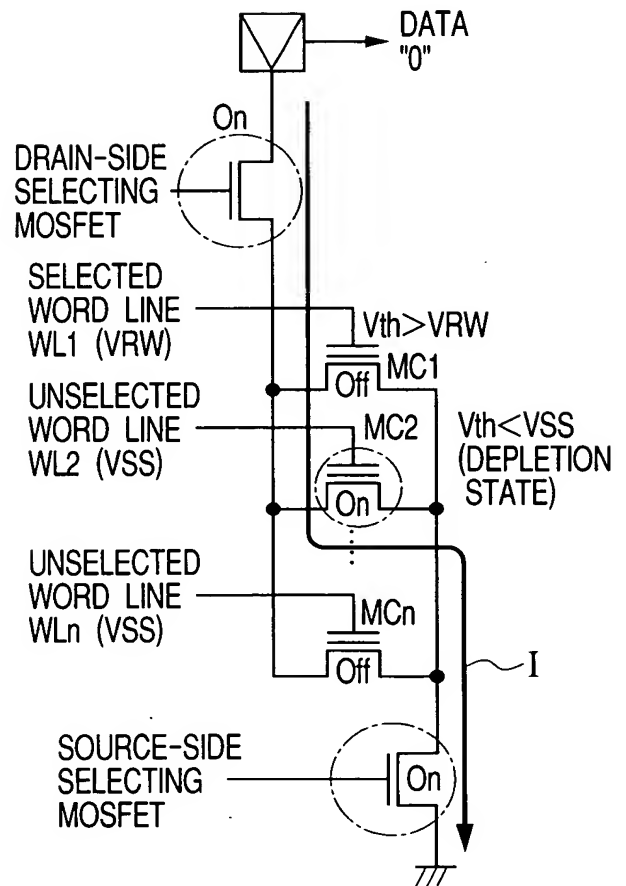 DATA
"0"
On
DRAIN-SIDE
SELECTING
MOSFET
SELECTED
WORD LINE
WL1 (VRW)
Vth>VRW
MC1
Off
UNSELECTED
WORD LINE
WL2 (VSS)
MC2
On
Vth<VSS
(DEPLETION
STATE)
UNSELECTED
WORD LINE
WLn (VSS)
MCn
Off
I
SOURCE-SIDE
SELECTING
MOSFET
On